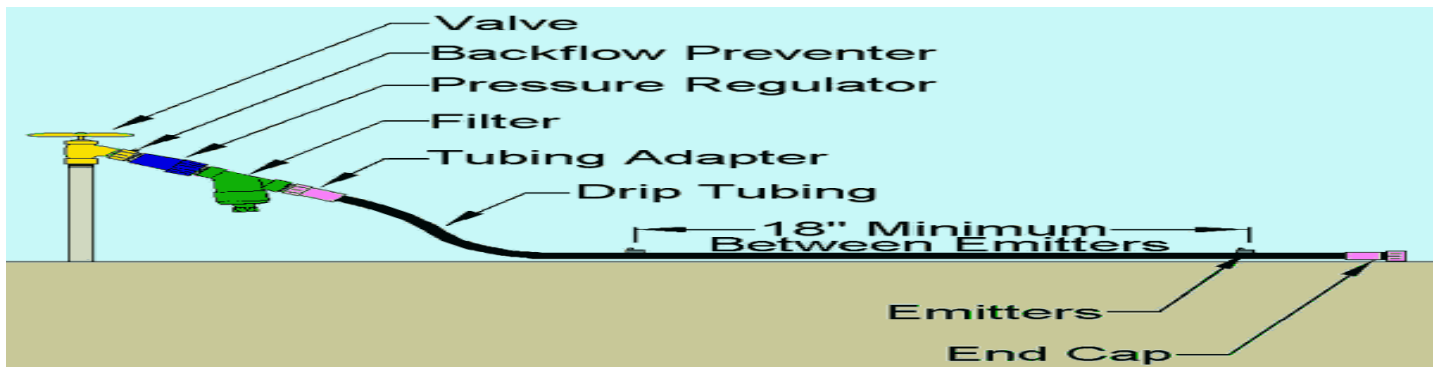 Valve
Backflow Preventer
Pressure Regulator
Filter
Tubing Adapter
Drip Tubing
18" Minimum
Between Emitters
Emitters
End Cap